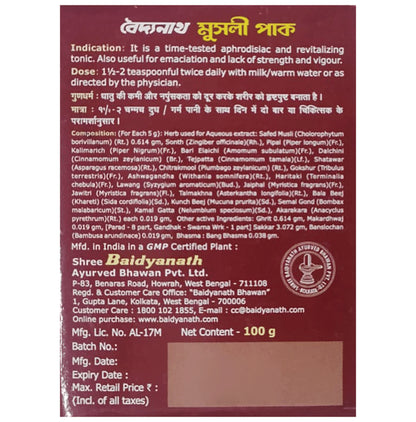 বৈদ্যনাথ মুসলী পাক
Indication: It is a time-tested aphrodisiac and revitalizing
tonic. Also useful for emaciation and lack of strength and vigour.
Dose: 1½-2 teaspoonful twice daily with milk/warm water or as
directed by the physician.
गुणधर्म : धातु की कमी और नपुंसकता को दूर करके शरीर को हृष्टपुष्ट बनाता है।
मात्रा : १½-२ चम्मच दूध / गर्म पानी के साथ दिन में दो बार या चिकित्सक के
परामर्शानुसार।
Composition: (For Each 5 g): Herb used for Aqueous extract: Safed Musli (Cholorophytum
borivillanum) (Rt.) 0.614 gm, Sonth (Zingiber officinale)(Rh.), Pipal (Piper longum)(Fr.),
Kalimarich (Piper Nigrum)(Fr.), Bari Elaichi (Amomum subulatum)(Fr.), Dalchini
(Cinnamomum zeylanicum) (Br.), Tejpatta (Cinnamomum tamala)(Lf.), Shatawar
(Asparagus racemosa)(Rt.), Chitrakmool (Plumbago zeylanicum) (Rt.), Gokshur (Tribulus
terrestris)(Fr.), Ashwagandha (Withania somnifera)(Rt.), Haritaki (Terminalia
chebula)(Fr.), Lawang (Syzygium aromaticum)(Bud.), Jaiphal (Myristica fragrans)(Fr.),
Jawitri (Myristica fragrans)(Fr.), Talmakhna (Asterkantha longifolia)(Rt.), Bala Beej
(Khareti) (Sida cordifolia)(Sd.), Kunch Beej (Mucuna prurita)(Sd.), Semal Gond (Bombax
malabaricum)(St.), Kamal Gatta (Nelumbium speciosum)(Sd.), Akarakara (Anacyclus
pyrethrum)(Rt.) each 0.019 gm, Other active Ingredients: Ghrit 0.614 gm, Makardhwaj
0.019 gm, [Parad - 8 part, Gandhak - Swarna Wrk - 1 part] Sakkar 3.072 gm, Banslochan
(Bambusa arundinacea) 0.019 gm, Bhasma : Bang Bhasma 0.038 gm.
Mfd. in India in a GMP Certified Plant :
Shree Baidyanath
Ayurved Bhawan Pvt. Ltd.
P-83, Benaras Road, Howrah, West Bengal - 711108
Regd. & Customer Care Office: "Baidyanath Bhawan"
1, Gupta Lane, Kolkata, West Bengal - 700006
Customer Care : 1800 102 1855, E-mail : cc@baidyanath.com
Online purchase: www.baidyanath.com
Mfg. Lic. No. AL-17M Net Content : 100 g
Batch No.:
Mfg. Date:
Expiry Date :
Max. Retail Price ₹ :
(Incl. of all taxes)